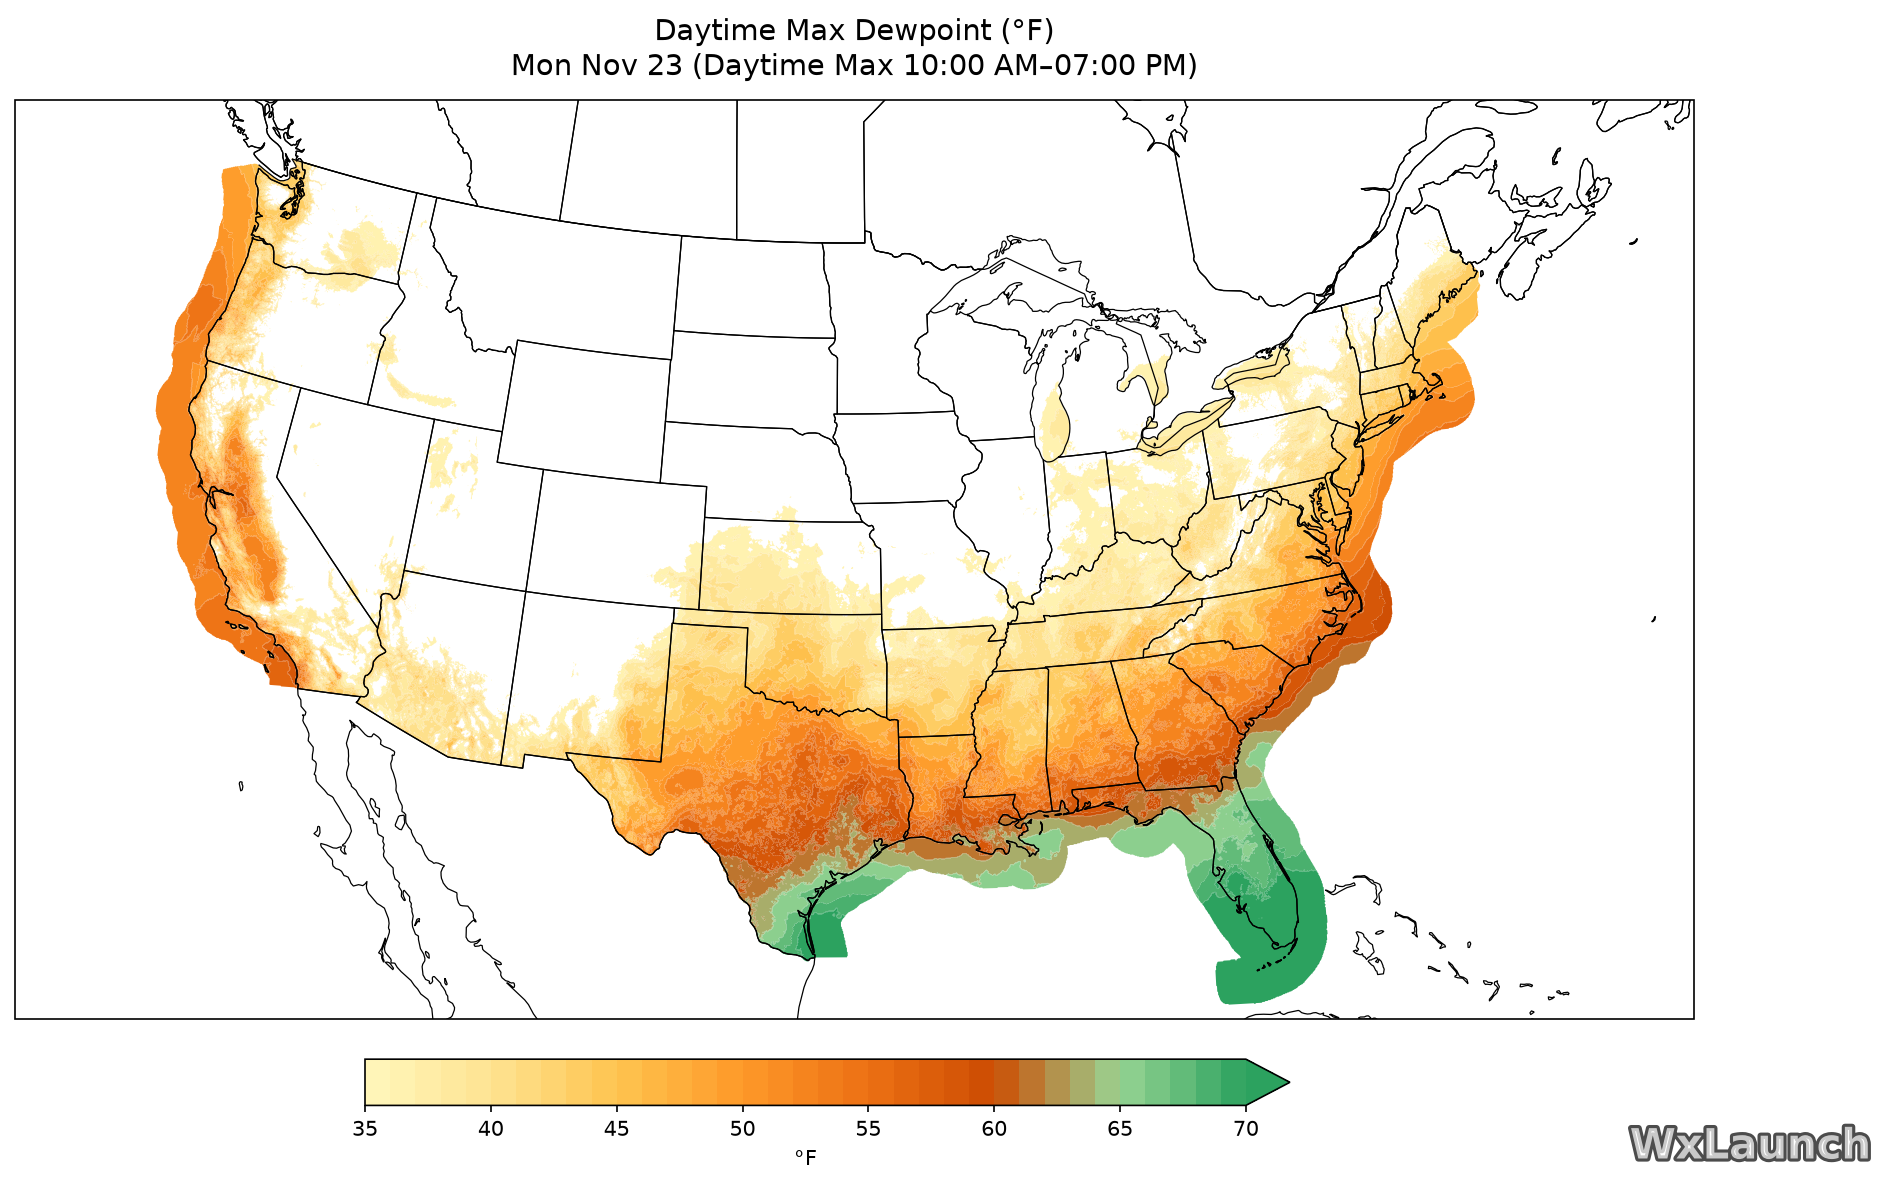 Daytime Max Dewpoint (°F)
Mon Nov 23 (Daytime Max 10:00 AM–07:00 PM)
35 40 45 50 55 60 65 70
°F
WxLaunch